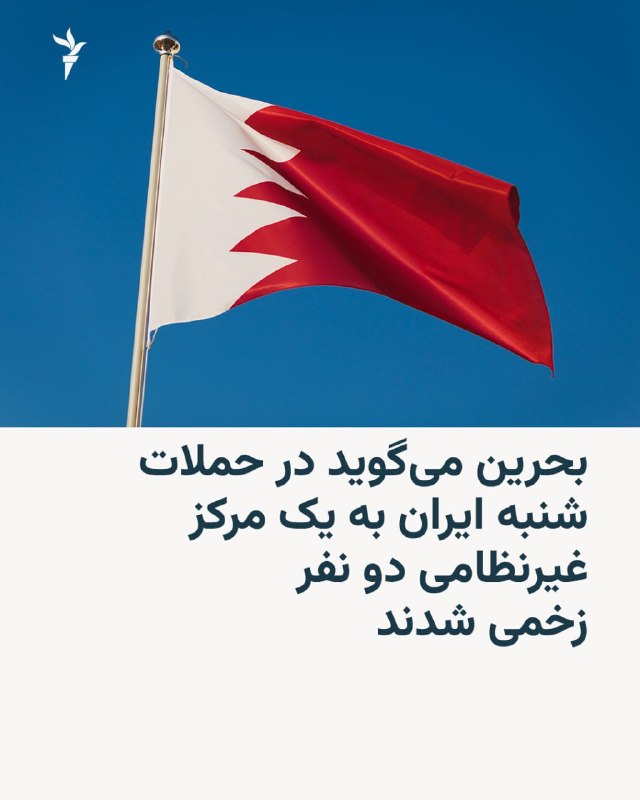 بحرین می‌گوید در حملات
شنبه ایران به یک مرکز
غیرنظامی دو نفر
زخمی شدند